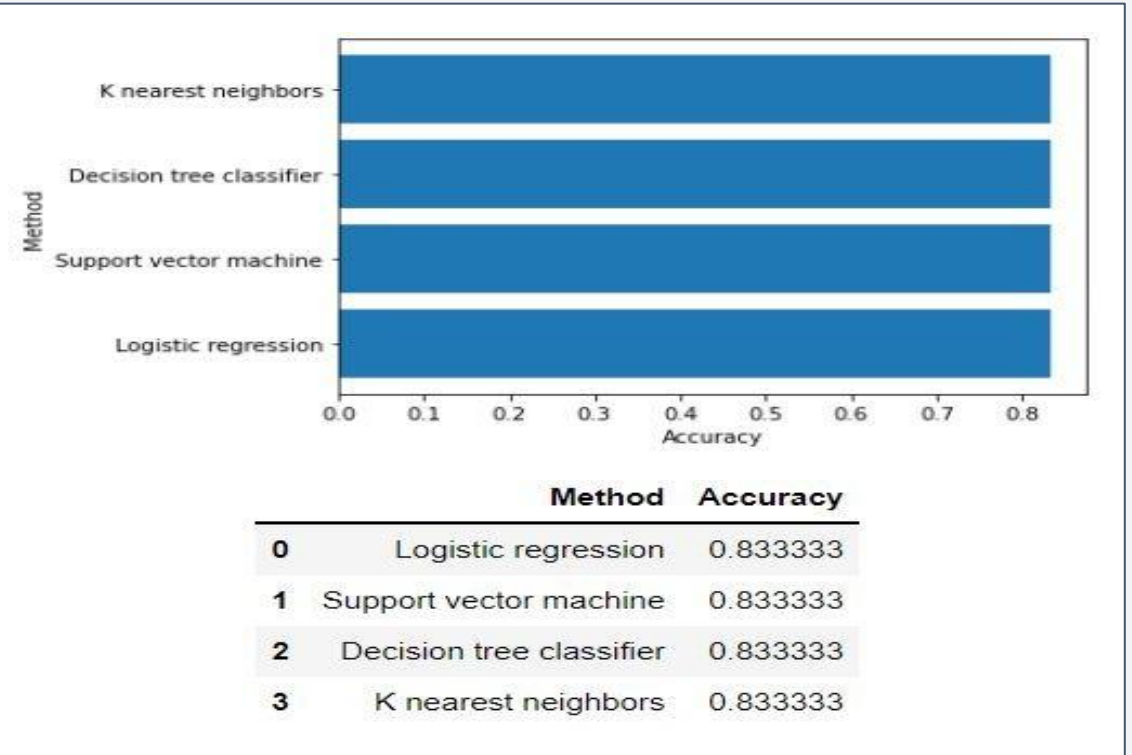 K nearest neighbors
Decision tree classifier
Method
Support vector machine
Logistic regression
0.0 0.1 0.2 0.3 0.4 0.5 0.6 0.7 0.8
Accuracy
Method Accuracy
0 Logistic regression 0.833333
1 Support vector machine 0.833333
2 Decision tree classifier 0.833333
3 K nearest neighbors 0.833333